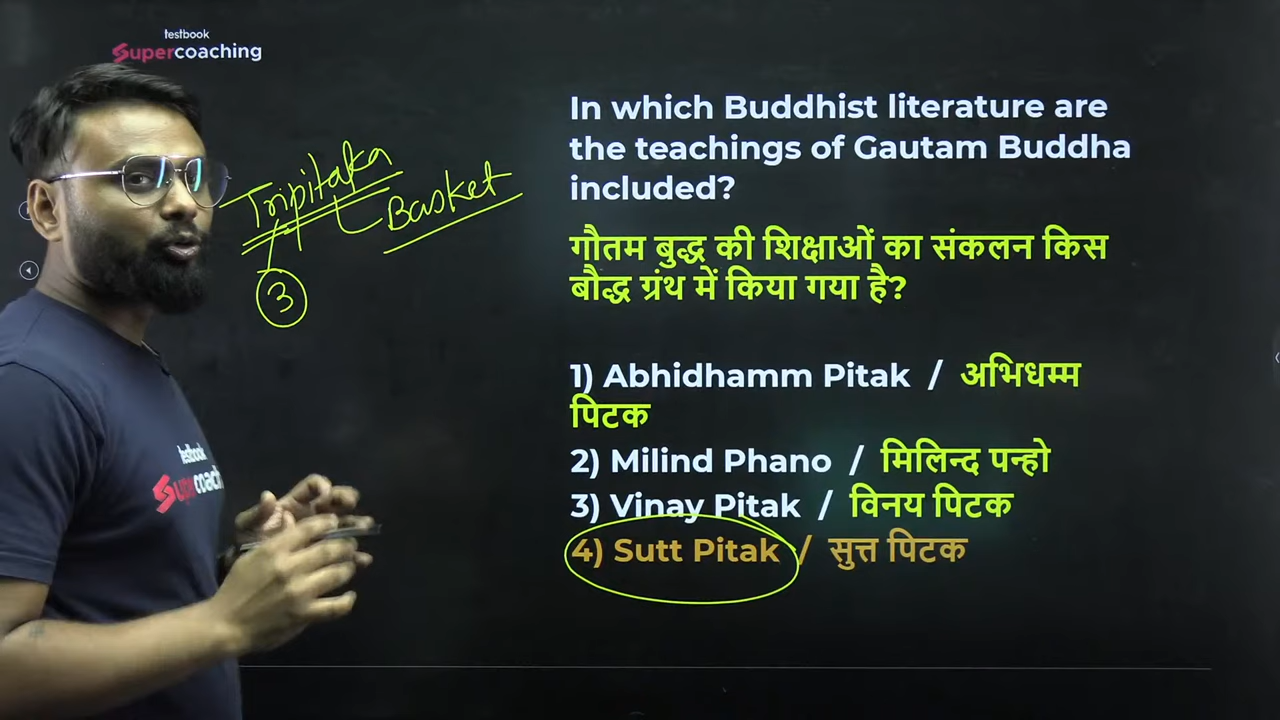 testbook
Supercoaching
In which Buddhist literature are
the teachings of Gautam Buddha
included?
गौतम बुद्ध की शिक्षाओं का संकलन किस
बौद्ध ग्रंथ में किया गया है?
Tripitaka
Basket
3
1) Abhidhamm Pitak / अभिधम्म
पिटक
2) Milind Phano / मिलिन्द पन्हो
3) Vinay Pitak / विनय पिटक
4) Sutt Pitak / सुत्त पिटक
testbook
Supercoach